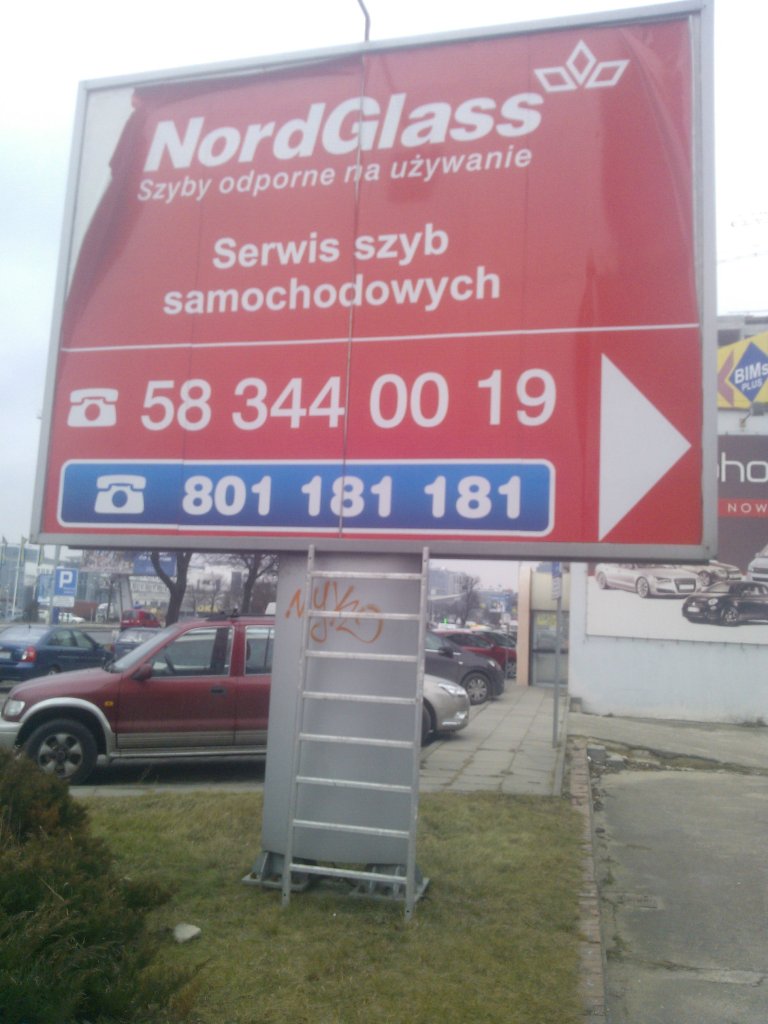 NordGlass
Szyby odporne na używanie
Serwis szyb
samochodowych
58 344 00 19
801 181 181
BIMs
PLUS
NOW
P